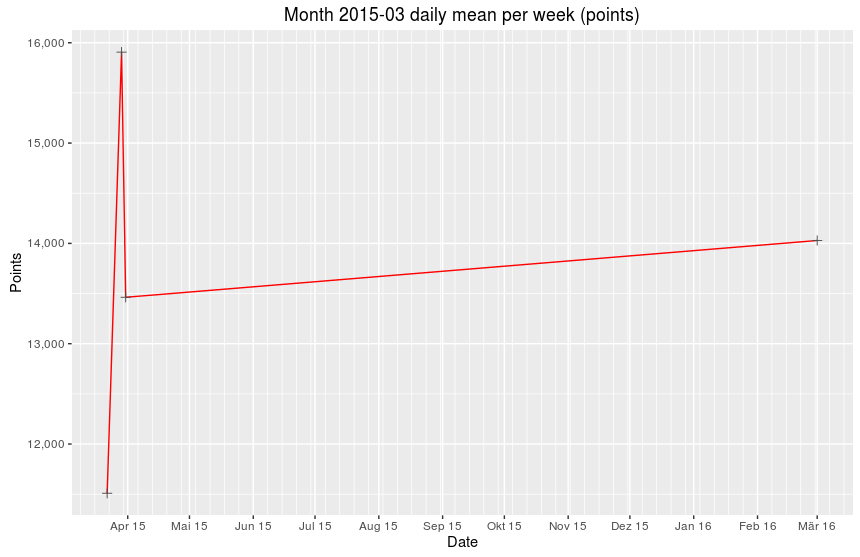 Month 2015-03 daily mean per week (points)
16,000
15,000
14,000
13,000
12,000
Points
Apr 15 Mai 15 Jun 15 Jul 15 Aug 15 Sep 15 Okt 15 Nov 15 Dez 15 Jan 16 Feb 16 Mär 16
Date